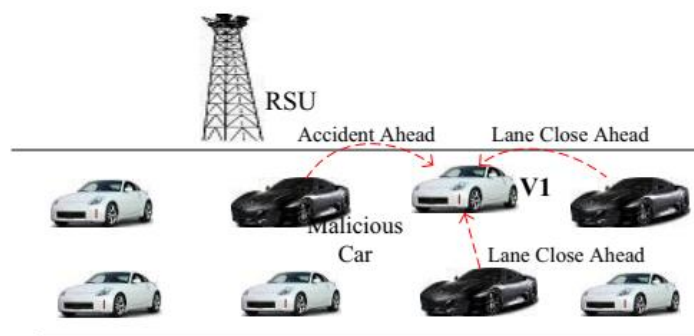 RSU
Accident Ahead
Lane Close Ahead
V1
Malicious
Car
Lane Close Ahead